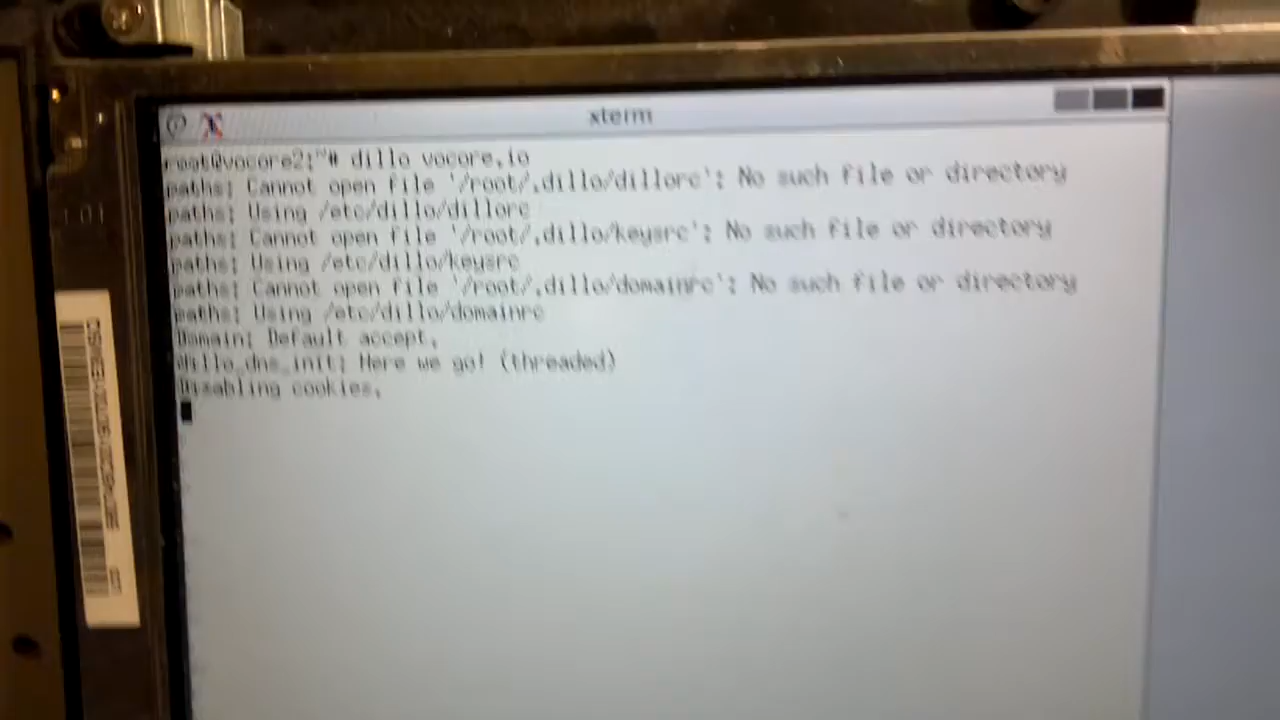 xterm
root@vocore2:~# dillo vocore.io
paths: Cannot open file '/root/.dillo/dillorc': No such file or directory
paths: Using /etc/dillo/dillorc
paths: Cannot open file '/root/.dillo/keysrc': No such file or directory
paths: Using /etc/dillo/keysrc
paths: Cannot open file '/root/.dillo/domainrc': No such file or directory
paths: Using /etc/dillo/domainrc
Domain: Default accept.
dillo_dns_init: Here we go! (threaded)
Disabling cookies.